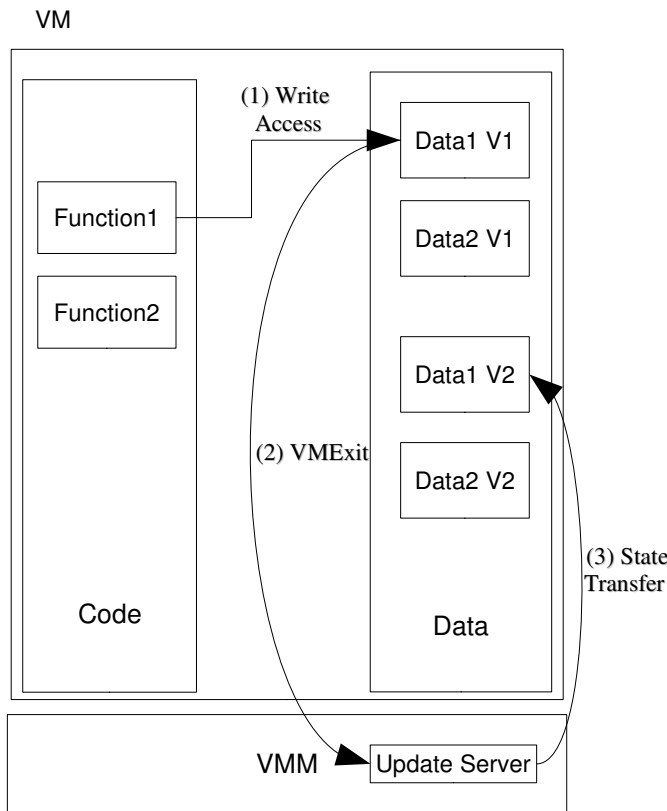 VM
(1) Write
Access
Data1 V1
Function1
Data2 V1
Function2
Data1 V2
(2) VMExit
Data2 V2
(3) State
Transfer
Code
Data
VMM
Update Server